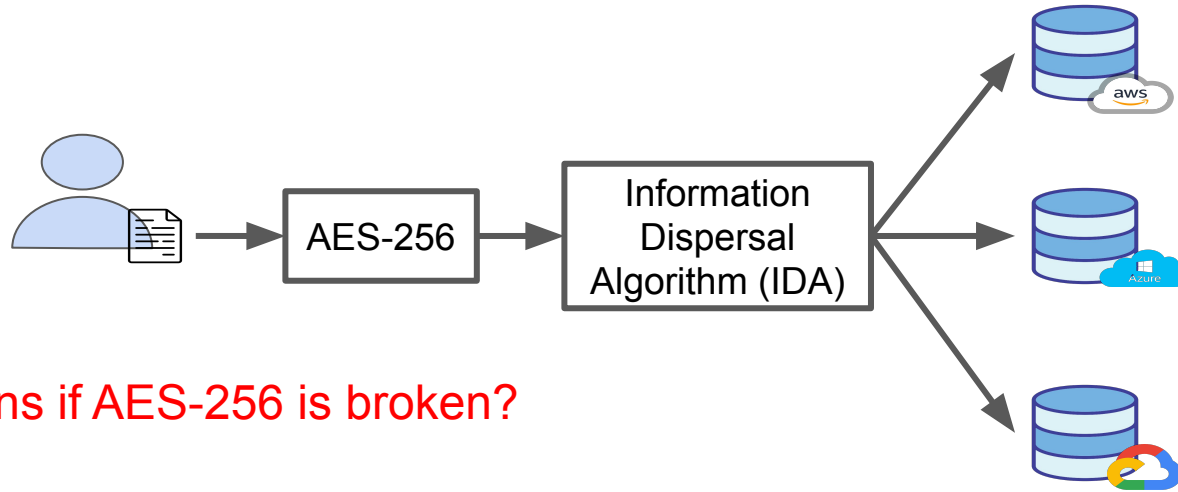 aws
AES-256
Information
Dispersal
Algorithm (IDA)
Azure
ns if AES-256 is broken?